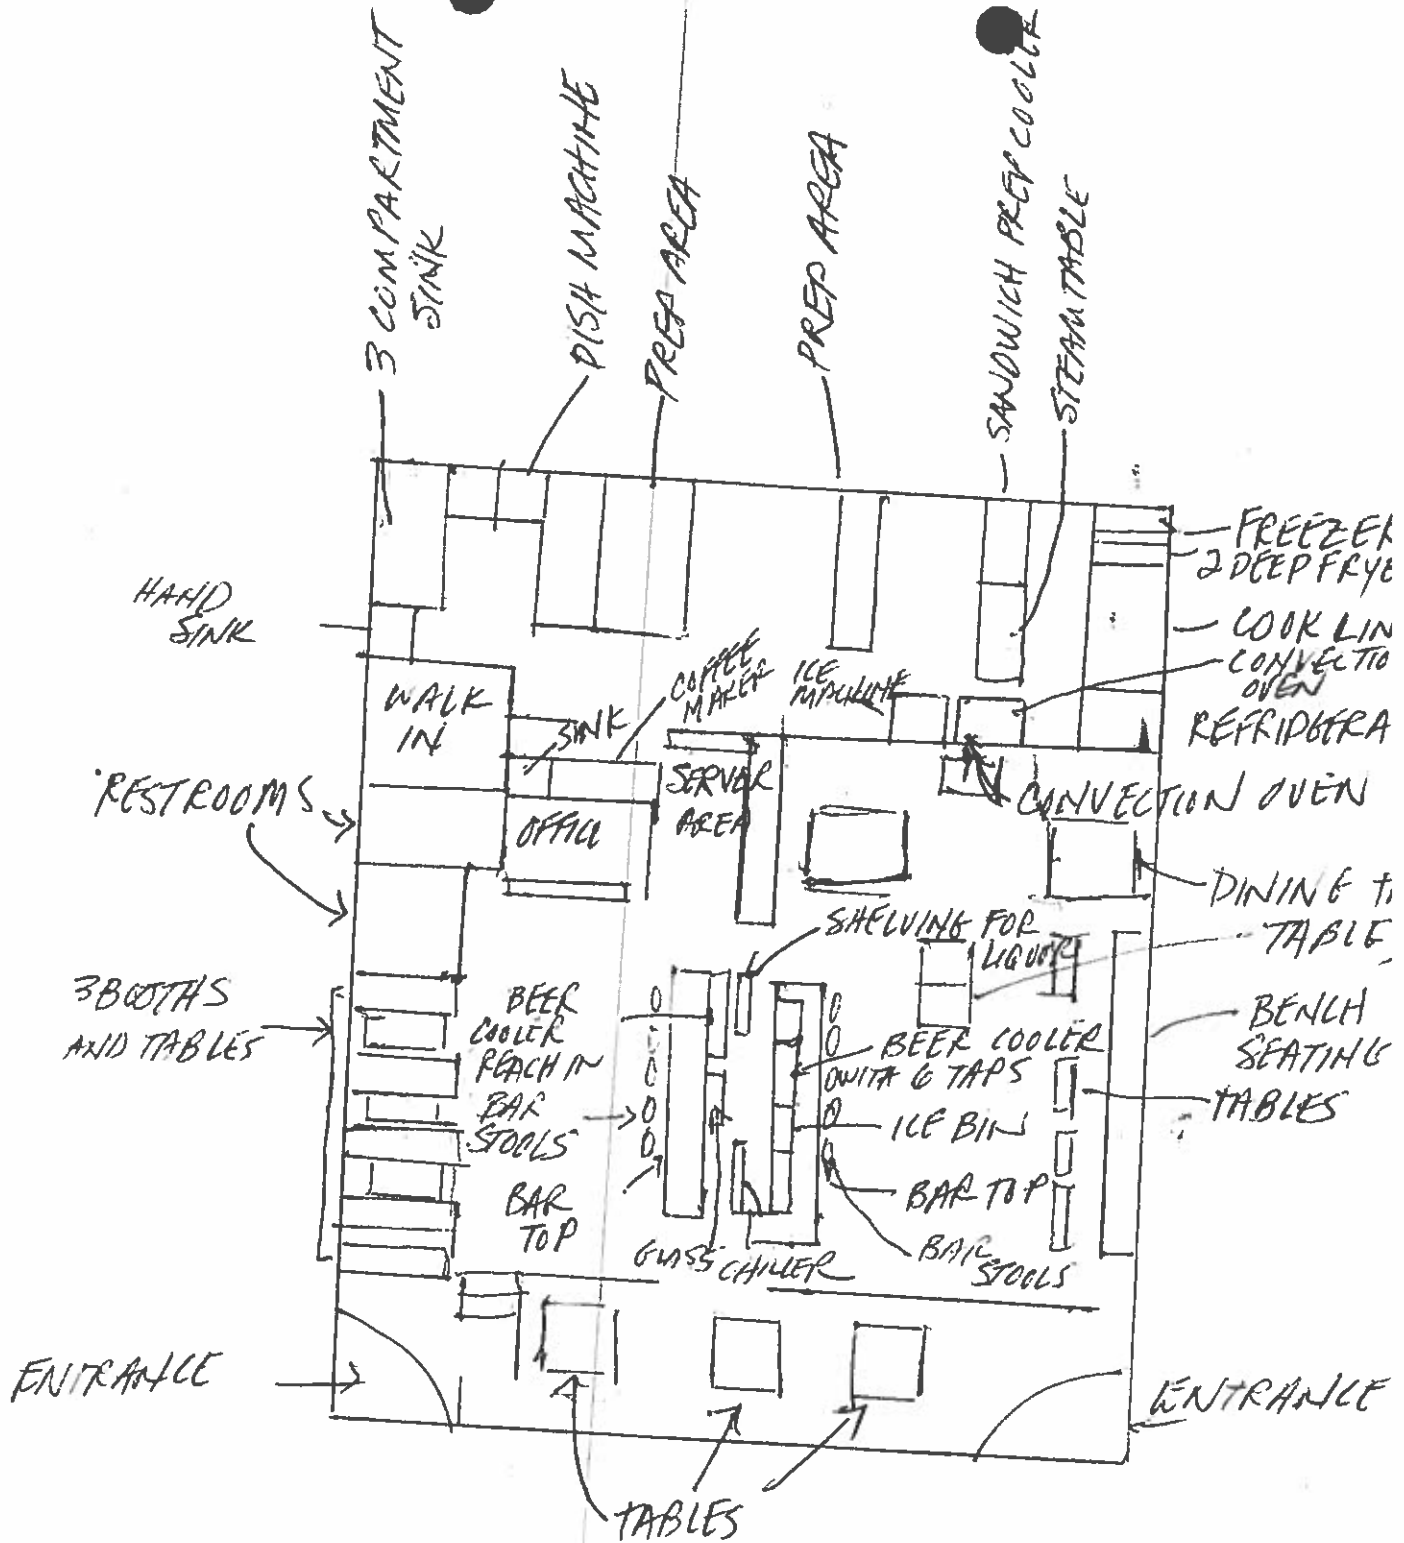 3 COMPARTMENT
SINK
DISH MACHINE
PREP AREA
PREP AREA
SANDWICH PREP COOLER
STEAM TABLE
FREEZER
2 DEEP FRYE
COOK LIN
CONVECTIO
OVEN
REFRIDGERA
HAND
SINK
WALK
IN
SINK
COFFEE
MAKER
ICE
MACHINE
SERVER
AREA
CONVECTION OVEN
RESTROOMS
OFFICE
DINING H
TABLE
SHELVING FOR
LIQUOR
3 BOOTHS
AND TABLES
BEER
COOLER
REACH IN
BAR
STOOLS
BAR
TOP
BEER COOLER
WITH 6 TAPS
ICE BIN
BAR TOP
BAR
STOOLS
GLASS CHILLER
BENCH
SEATING
TABLES
ENTRANCE
ENTRANCE
TABLES